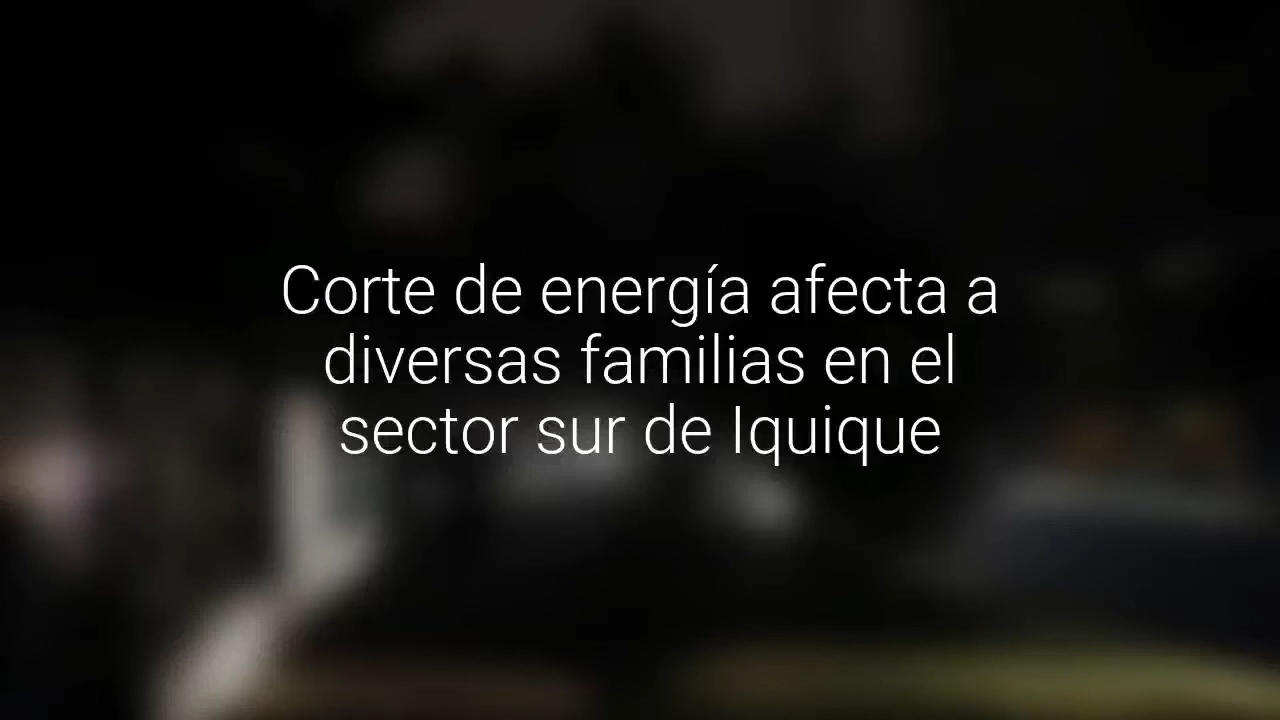 Corte de energía afecta a
diversas familias en el
sector sur de Iquique